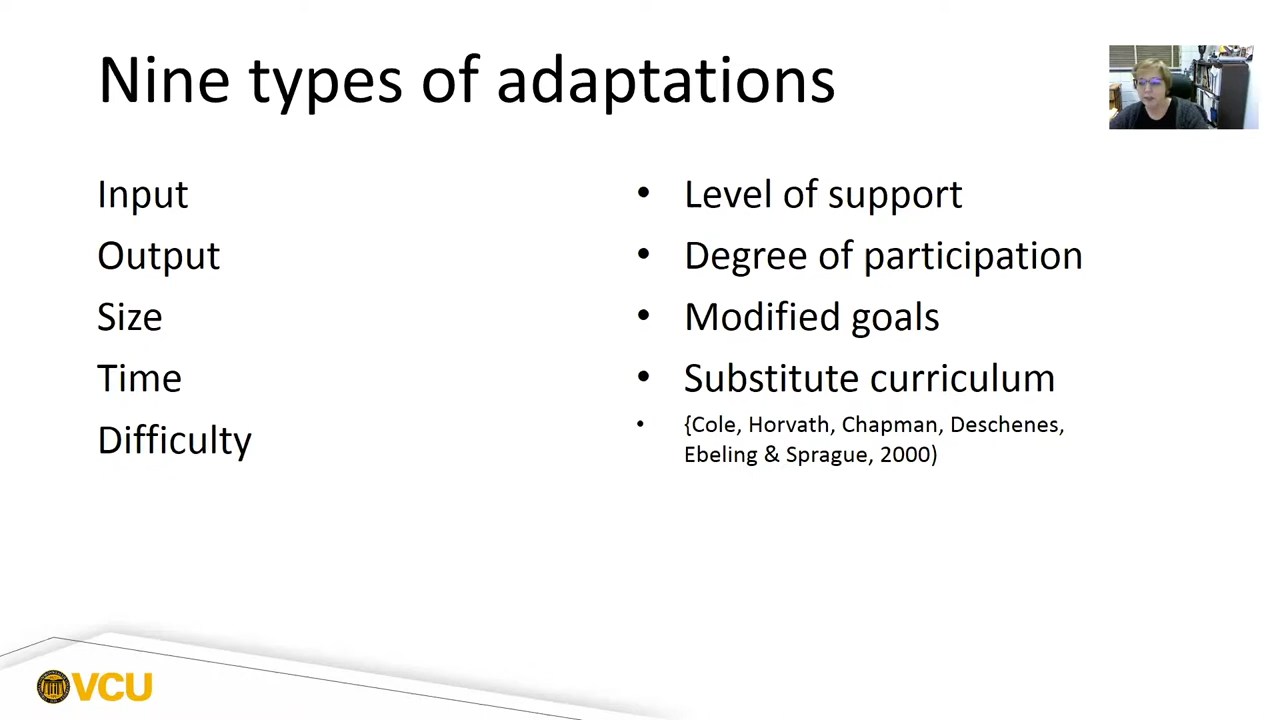 Nine types of adaptations
Input
Output
Size
Time
Difficulty
• Level of support
• Degree of participation
• Modified goals
• Substitute curriculum
• {Cole, Horvath, Chapman, Deschenes,
Ebeling & Sprague, 2000)
VCU